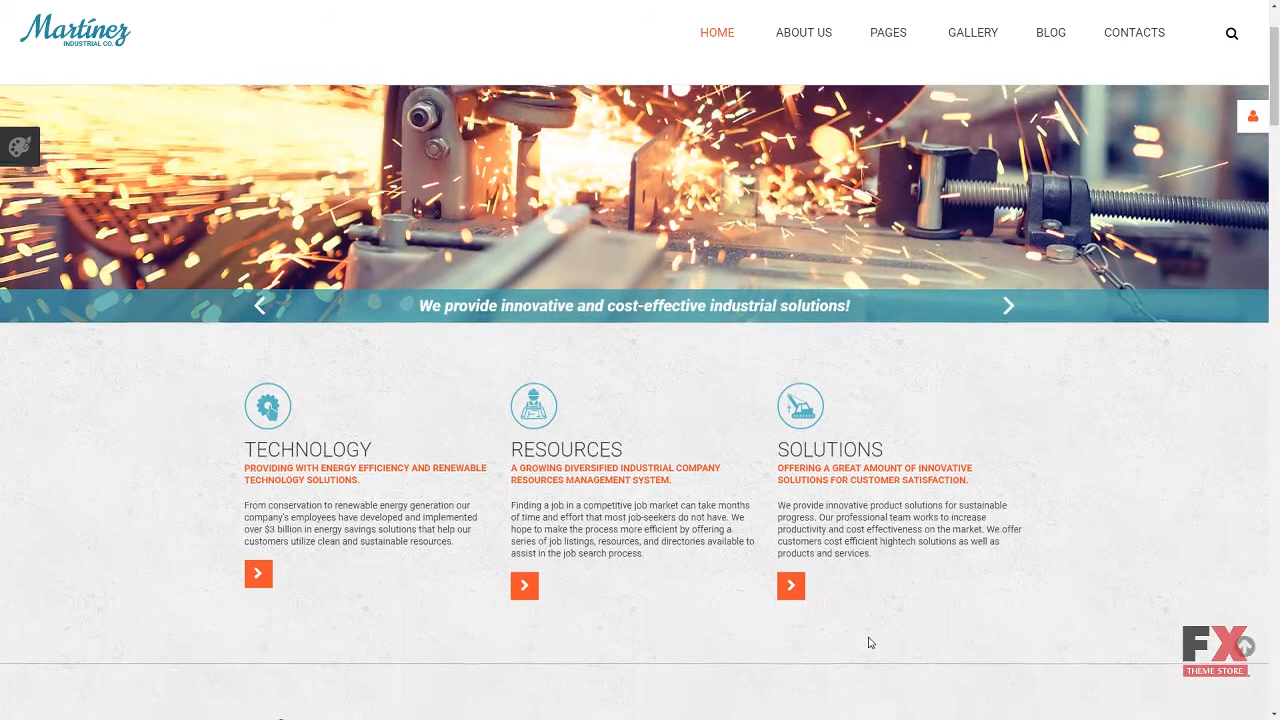 Martínez
INDUSTRIAL CO.
HOME ABOUT US PAGES GALLERY BLOG CONTACTS
We provide innovative and cost-effective industrial solutions!
TECHNOLOGY
PROVIDING WITH ENERGY EFFICIENCY AND RENEWABLE
TECHNOLOGY SOLUTIONS.
From conservation to renewable energy generation our
company's employees have developed and implemented
over $3 billion in energy savings solutions that help our
customers utilize clean and sustainable resources.
RESOURCES
A GROWING DIVERSIFIED INDUSTRIAL COMPANY
RESOURCES MANAGEMENT SYSTEM.
Finding a job in a competitive job market can take months
of time and effort that most job-seekers do not have. We
hope to make the process more efficient by offering a
series of job listings, resources, and directories available to
assist in the job search process.
SOLUTIONS
OFFERING A GREAT AMOUNT OF INNOVATIVE
SOLUTIONS FOR CUSTOMER SATISFACTION.
We provide innovative product solutions for sustainable
progress. Our professional team works to increase
productivity and cost effectiveness on the market. We offer
customers cost efficient hightech solutions as well as
products and services.
FX
THEME STORE